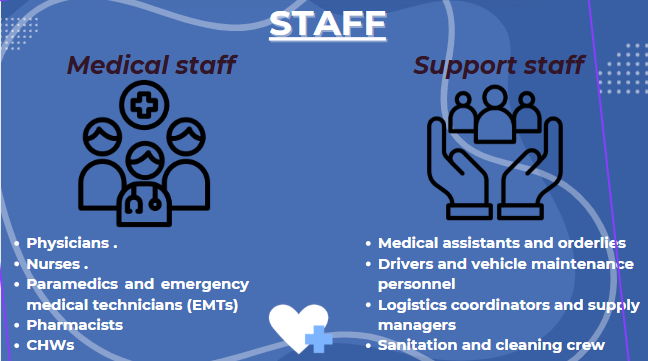 STAFF
Medical staff
Physicians .
Nurses .
Paramedics and emergency
medical technicians (EMTs)
Pharmacists
CHWs
Support staff
Medical assistants and orderlies
Drivers and vehicle maintenance
personnel
Logistics coordinators and supply
managers
Sanitation and cleaning crew